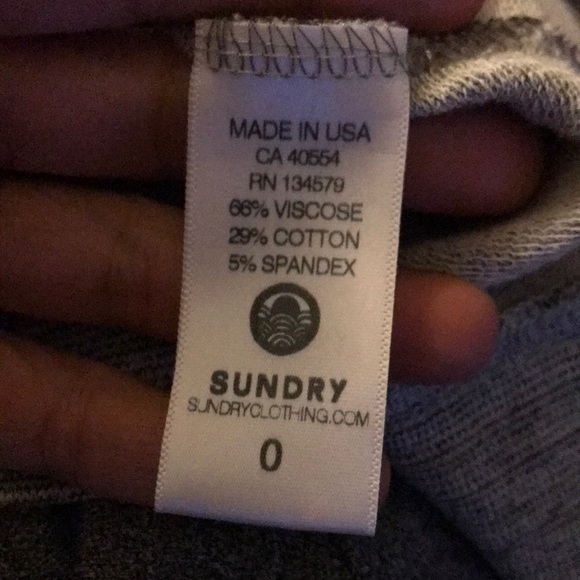 MADE IN USA
CA 40554
RN 134579
66% VISCOSE
29% COTTON
5% SPANDEX
SUNDRY
SUNDRYCLOTHING.COM
0